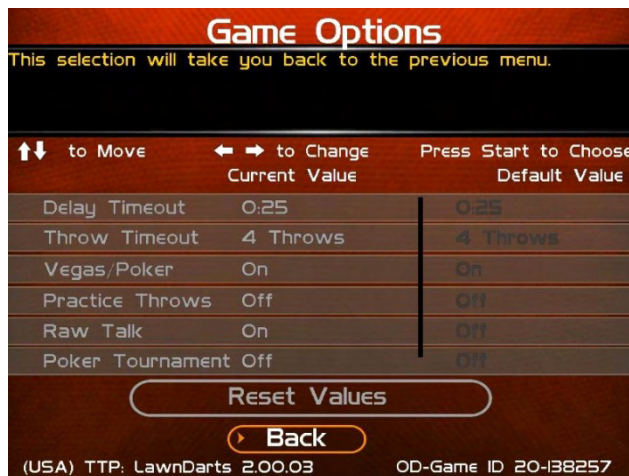 Game Options
This selection will take you back to the previous menu.
↑↓ to Move ← → to Change Press Start to Choose
Current Value Default Value
Delay Timeout 0:25 0:25
Throw Timeout 4 Throws 4 Throws
Vegas/Poker On On
Practice Throws Off Off
Raw Talk On On
Poker Tournament Off Off
Reset Values
Back
(USA) TTP: LawnDarts 2.00.03 OD-Game ID 20-138257